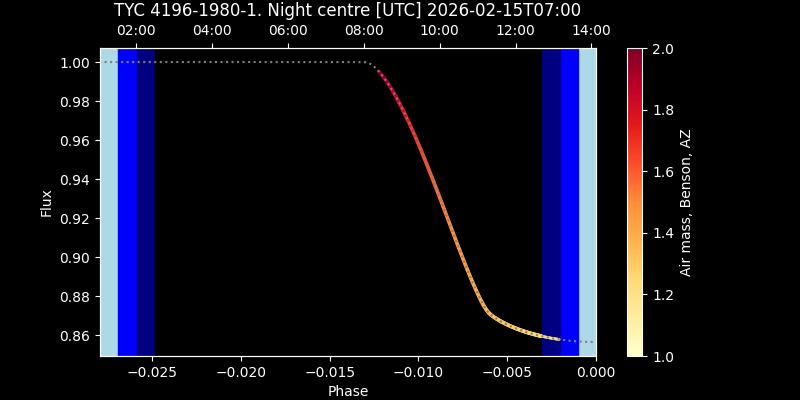 TYC 4196-1980-1. Night centre [UTC] 2026-02-15T07:00
02:00 04:00 06:00 08:00 10:00 12:00 14:00
1.00
0.98
0.96
0.94
0.92
0.90
0.88
0.86
Flux
−0.025 −0.020 −0.015 −0.010 −0.005 0.000
Phase
2.0
1.8
1.6
1.4
1.2
1.0
Air mass, Benson, AZ